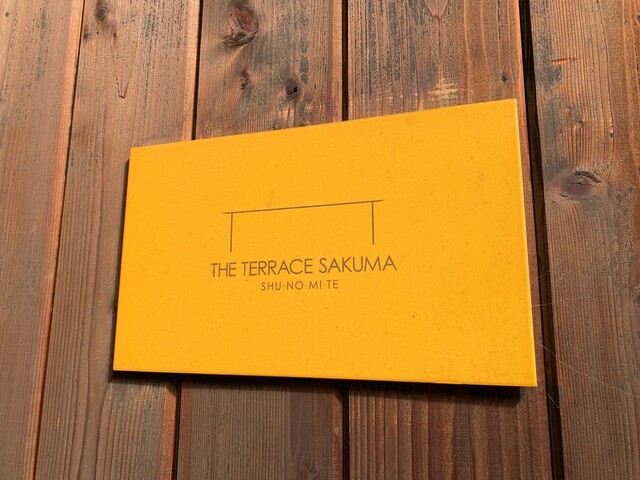 THE TERRACE SAKUMA
SHU·NO·MI·TE